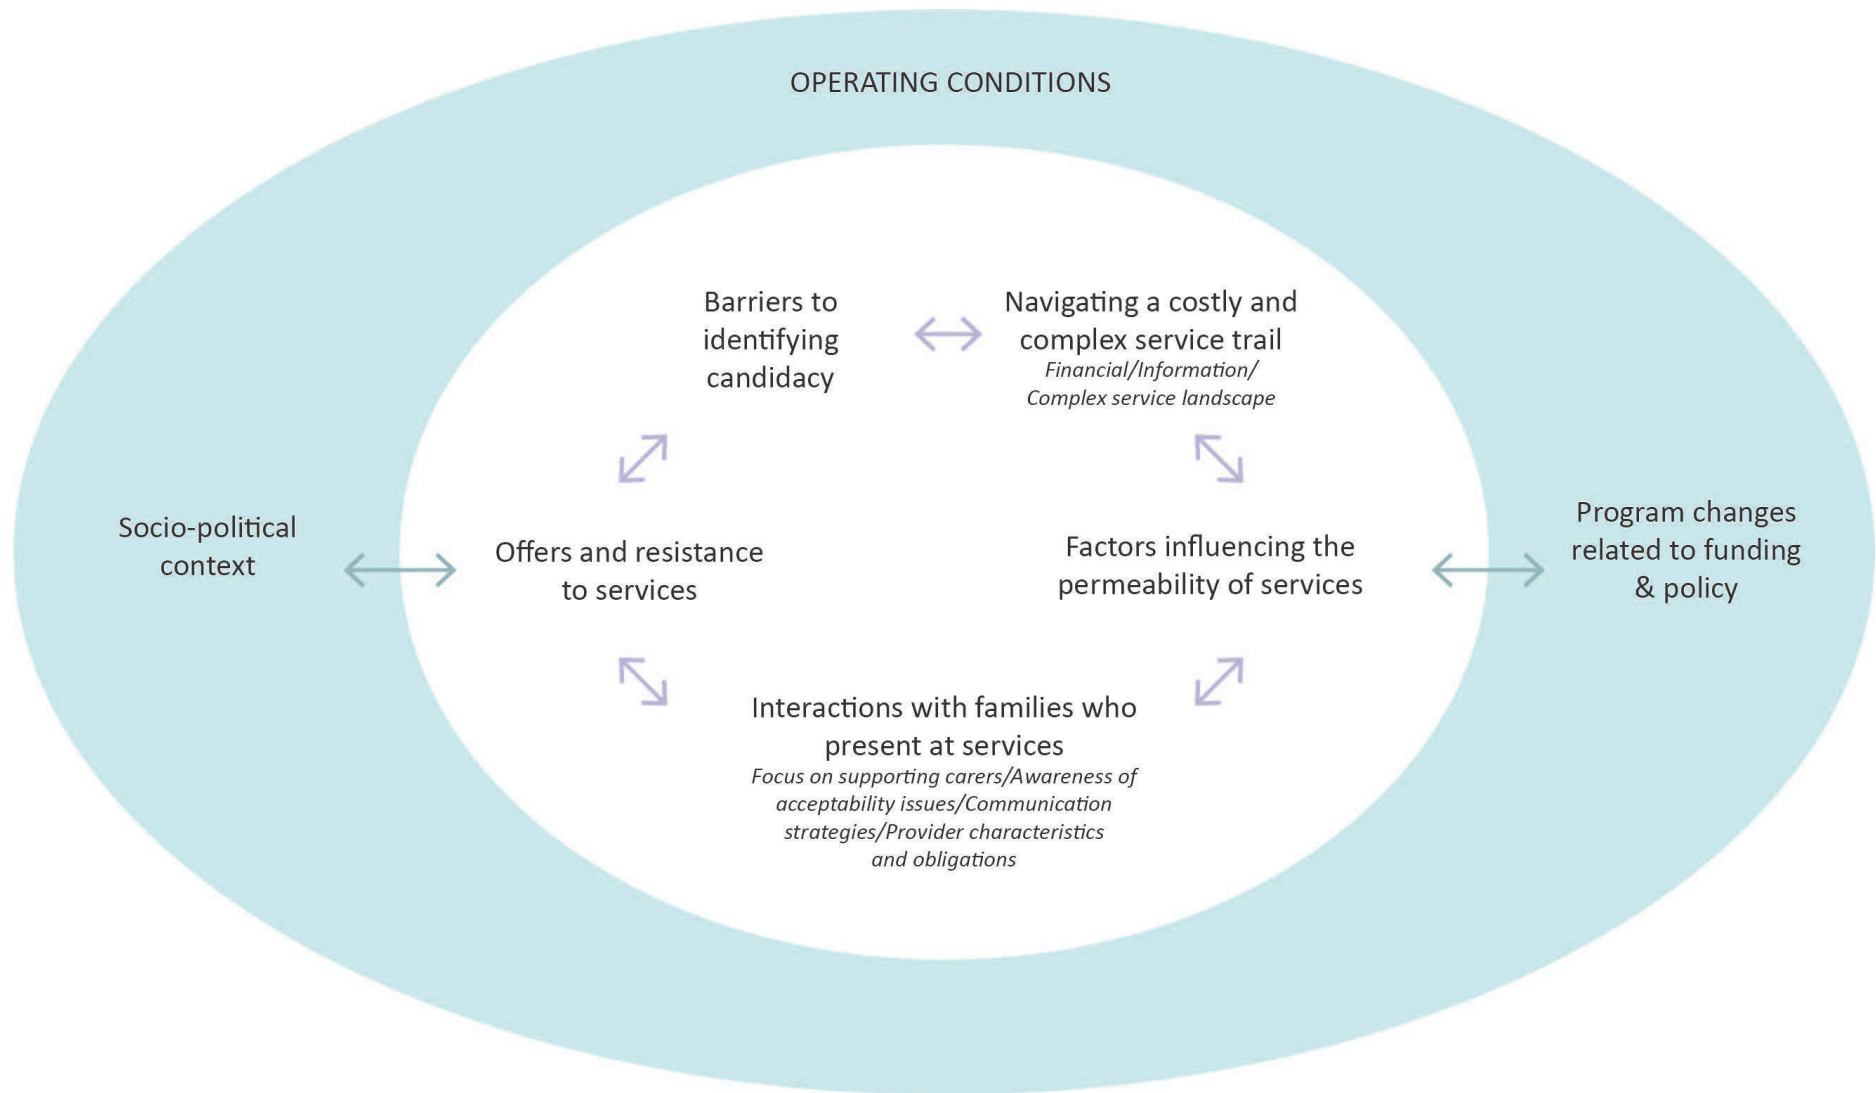 OPERATING CONDITIONS
Barriers to
identifying
candidacy
Navigating a costly and
complex service trail
Financial/Information/
Complex service landscape
Socio-political
context
Offers and resistance
to services
Factors influencing the
permeability of services
Program changes
related to funding
& policy
Interactions with families who
present at services
Focus on supporting carers/Awareness of
acceptability issues/Communication
strategies/Provider characteristics
and obligations